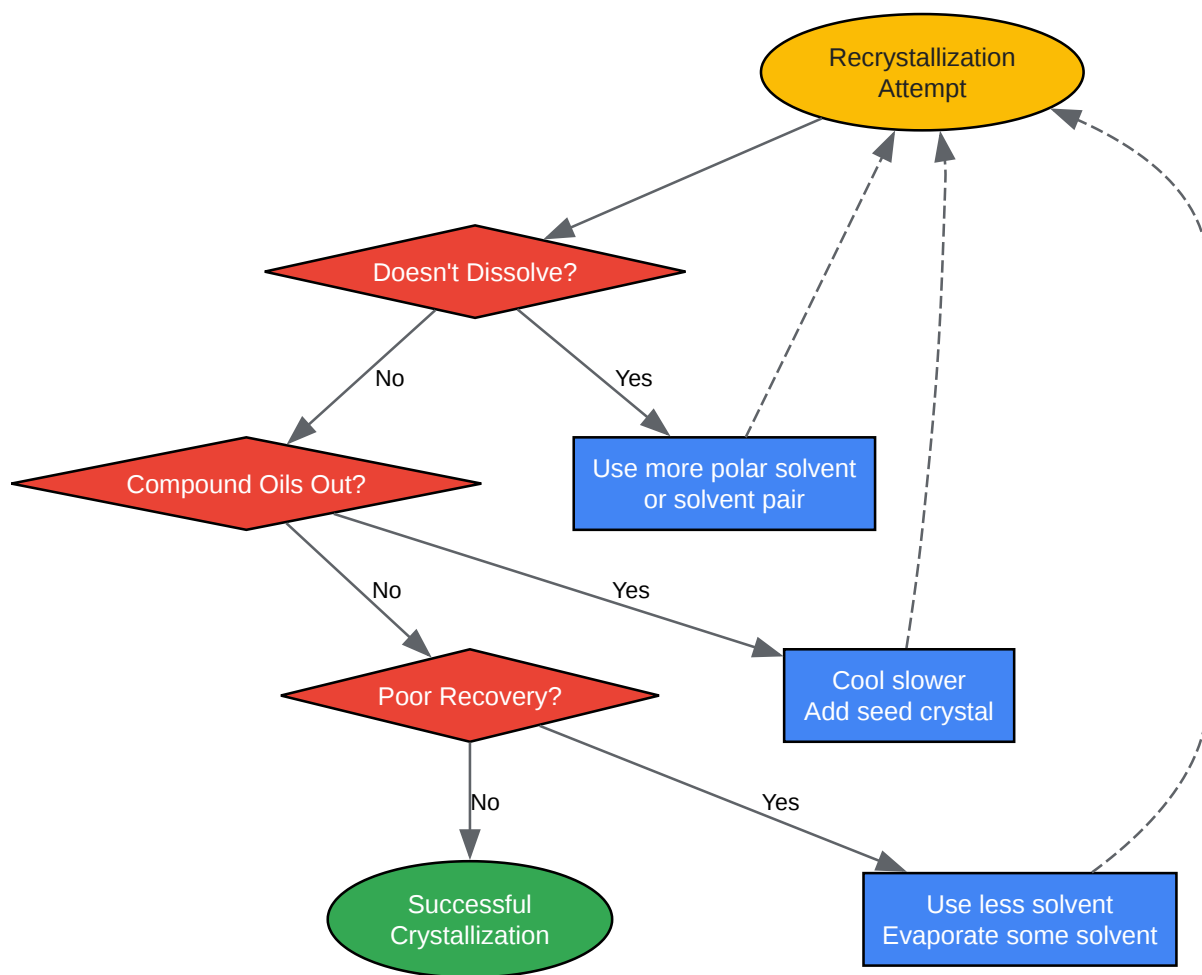 Recrystallization
Attempt
Doesn't Dissolve?
No
Yes
Compound Oils Out?
Use more polar solvent
or solvent pair
No
Yes
Poor Recovery?
Cool slower
Add seed crystal
No
Yes
Successful
Crystallization
Use less solvent
Evaporate some solvent